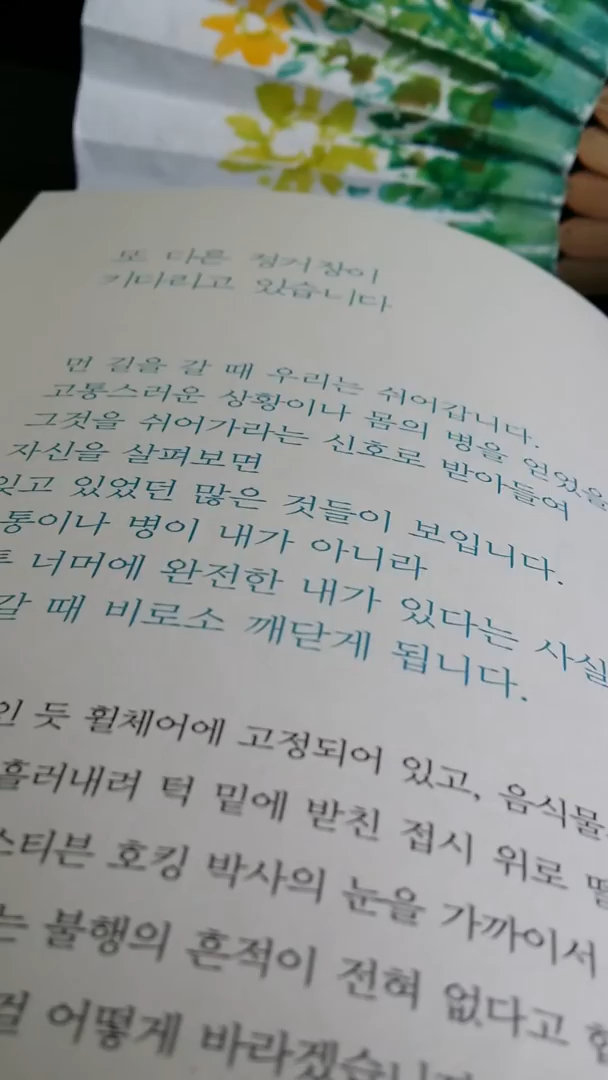 또 다른 정거장이
기다리고 있습니다
먼 길을 갈 때 우리는 쉬어갑니다.
고통스러운 상황이나 몸의 병을 얻었을
그것을 쉬어가라는 신호로 받아들여
자신을 살펴보면
잊고 있었던 많은 것들이 보입니다.
통이나 병이 내가 아니라
너머에 완전한 내가 있다는 사실
갈 때 비로소 깨닫게 됩니다.
인 듯 휠체어에 고정되어 있고, 음식물
흘러내려 턱 밑에 받친 접시 위로
스티븐 호킹 박사의 눈을 가까이서
는 불행의 흔적이 전혀 없다고
걸 어떻게 바라겠습니까